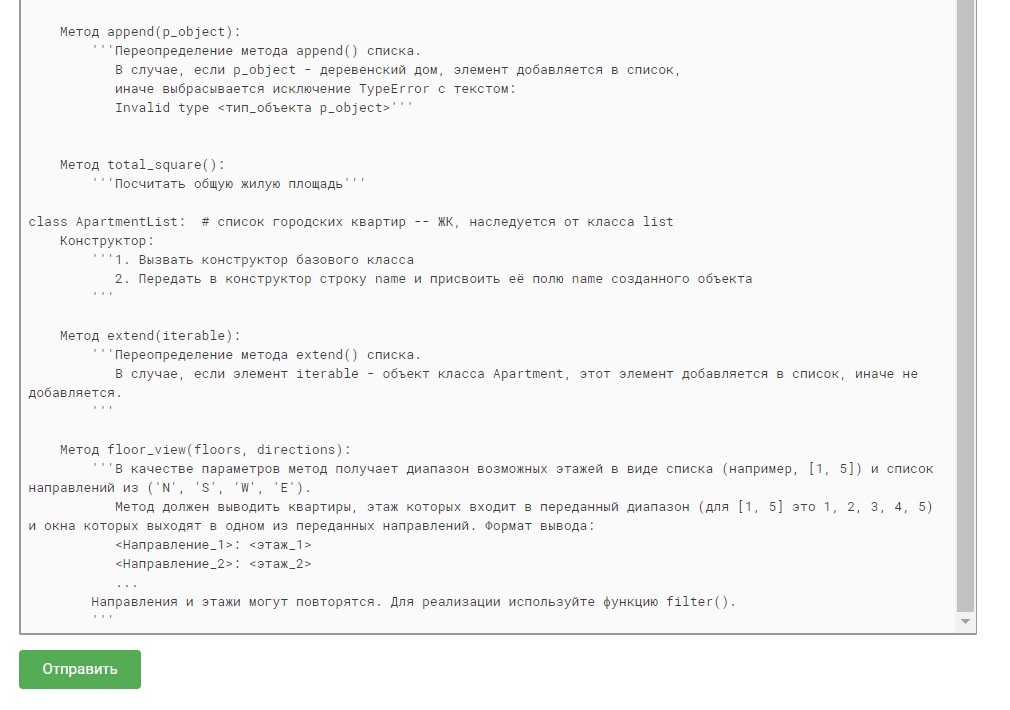 Метод append(p_object):
'''Переопределение метода append() списка.
В случае, если p_object - деревенский дом, элемент добавляется в список,
иначе выбрасывается исключение TypeError с текстом:
Invalid type <тип_объекта p_object>'''
Метод total_square():
'''Посчитать общую жилую площадь'''
class ApartmentList:  # список городских квартир -- ЖК, наследуется от класса list
Конструктор:
'''1. Вызвать конструктор базового класса
2. Передать в конструктор строку name и присвоить её полю name созданного объекта
'''
Метод extend(iterable):
'''Переопределение метода extend() списка.
В случае, если элемент iterable - объект класса Apartment, этот элемент добавляется в список, иначе не
добавляется.
'''
Метод floor_view(floors, directions):
'''В качестве параметров метод получает диапазон возможных этажей в виде списка (например, [1, 5]) и список
направлений из ('N', 'S', 'W', 'E').
Метод должен выводить квартиры, этаж которых входит в переданный диапазон (для [1, 5] это 1, 2, 3, 4, 5)
и окна которых выходят в одном из переданных направлений. Формат вывода:
<Направление_1>: <этаж_1>
<Направление_2>: <этаж_2>
...
Направления и этажи могут повторятся. Для реализации используйте функцию filter().
'''
Отправить